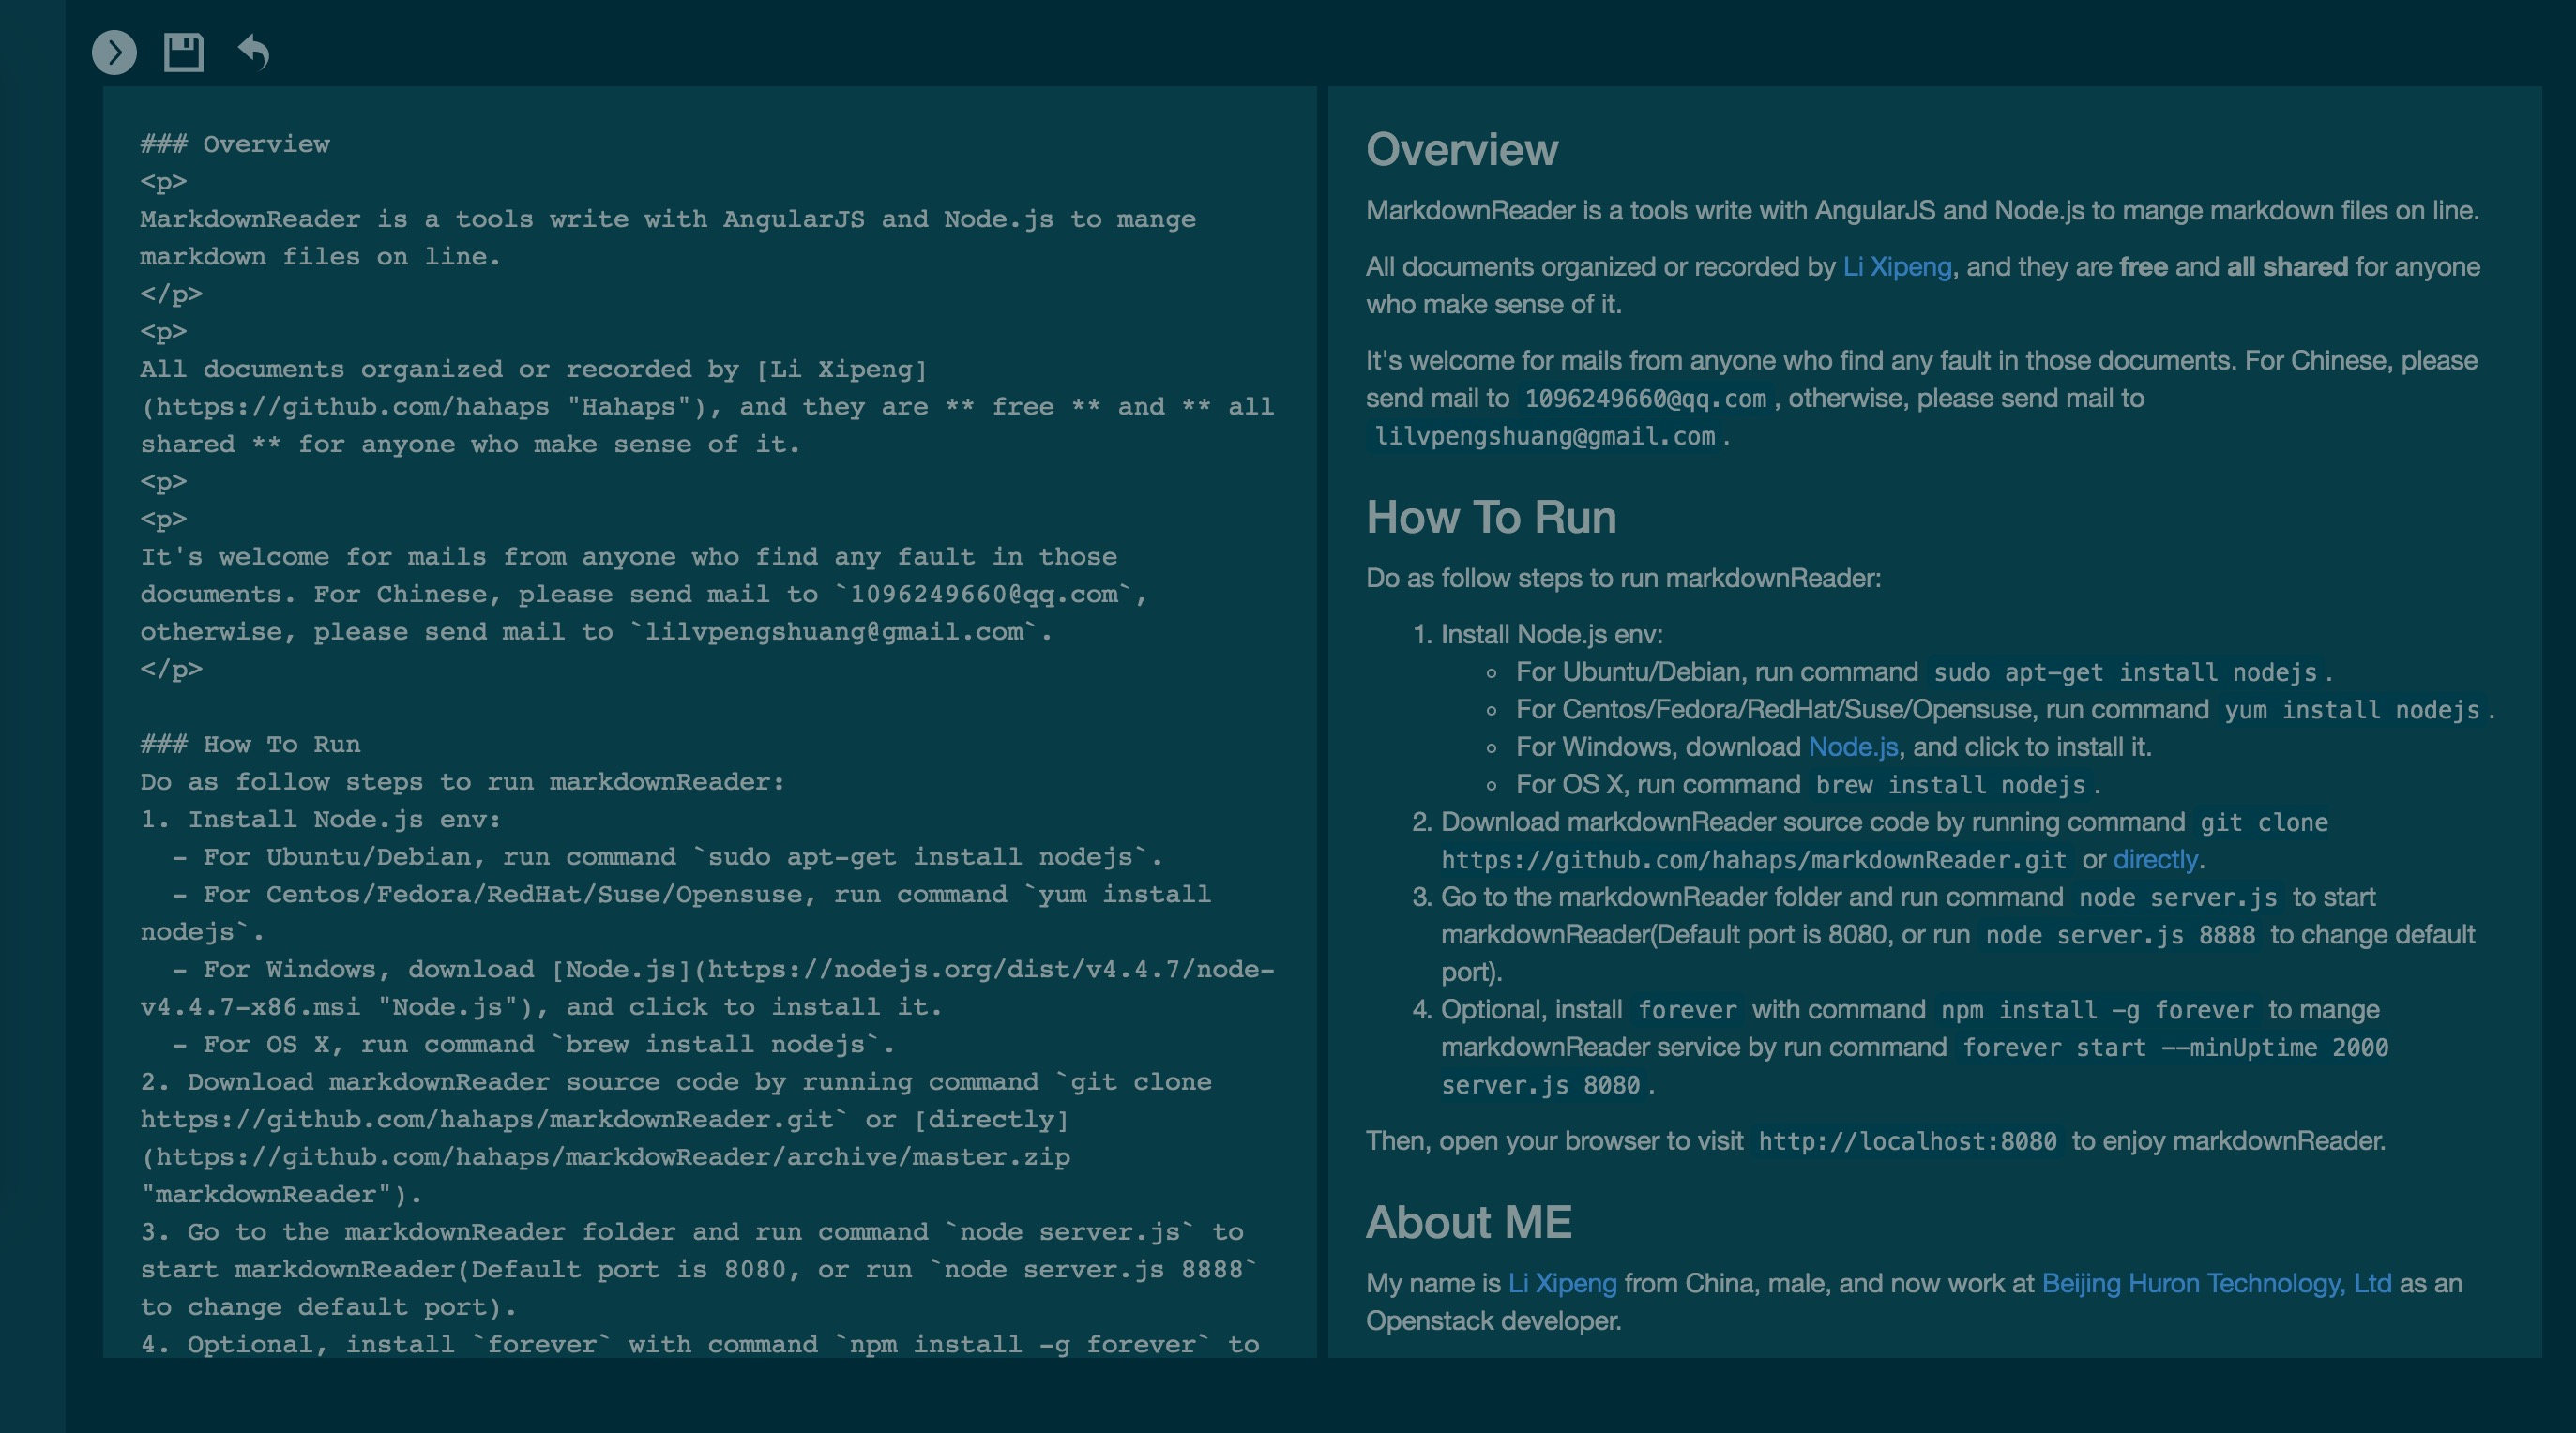 ### Overview
<p>
MarkdownReader is a tools write with AngularJS and Node.js to mange
markdown files on line.
</p>
<p>
All documents organized or recorded by [Li Xipeng]
(https://github.com/hahaps "Hahaps"), and they are ** free ** and ** all
shared ** for anyone who make sense of it.
<p>
<p>
It's welcome for mails from anyone who find any fault in those
documents. For Chinese, please send mail to `1096249660@qq.com`,
otherwise, please send mail to `lilvpengshuang@gmail.com`.
</p>
### How To Run
Do as follow steps to run markdownReader:
1. Install Node.js env:
– For Ubuntu/Debian, run command `sudo apt-get install nodejs`.
– For Centos/Fedora/RedHat/Suse/Opensuse, run command `yum install
nodejs`.
– For Windows, download [Node.js](https://nodejs.org/dist/v4.4.7/node-
v4.4.7-x86.msi "Node.js"), and click to install it.
– For OS X, run command `brew install nodejs`.
2. Download markdownReader source code by running command `git clone
https://github.com/hahaps/markdownReader.git` or [directly]
(https://github.com/hahaps/markdowReader/archive/master.zip
"markdownReader").
3. Go to the markdownReader folder and run command `node server.js` to
start markdownReader(Default port is 8080, or run `node server.js 8888`
to change default port).
4. Optional, install `forever` with command `npm install -g forever` to
Overview
MarkdownReader is a tools write with AngularJS and Node.js to mange markdown files on line.
All documents organized or recorded by Li Xipeng, and they are free and all shared for anyone
who make sense of it.
It's welcome for mails from anyone who find any fault in those documents. For Chinese, please
send mail to 1096249660@qq.com, otherwise, please send mail to
lilvpengshuang@gmail.com.
How To Run
Do as follow steps to run markdownReader:
1. Install Node.js env:
◦ For Ubuntu/Debian, run command sudo apt-get install nodejs.
◦ For Centos/Fedora/RedHat/Suse/Opensuse, run command yum install nodejs.
◦ For Windows, download Node.js, and click to install it.
◦ For OS X, run command brew install nodejs.
2. Download markdownReader source code by running command git clone
https://github.com/hahaps/markdownReader.git or directly.
3. Go to the markdownReader folder and run command node server.js to start
markdownReader(Default port is 8080, or run node server.js 8888 to change default
port).
4. Optional, install forever with command npm install -g forever to mange
markdownReader service by run command forever start --minUptime 2000
server.js 8080.
Then, open your browser to visit http://localhost:8080 to enjoy markdownReader.
About ME
My name is Li Xipeng from China, male, and now work at Beijing Huron Technology, Ltd as an
Openstack developer.